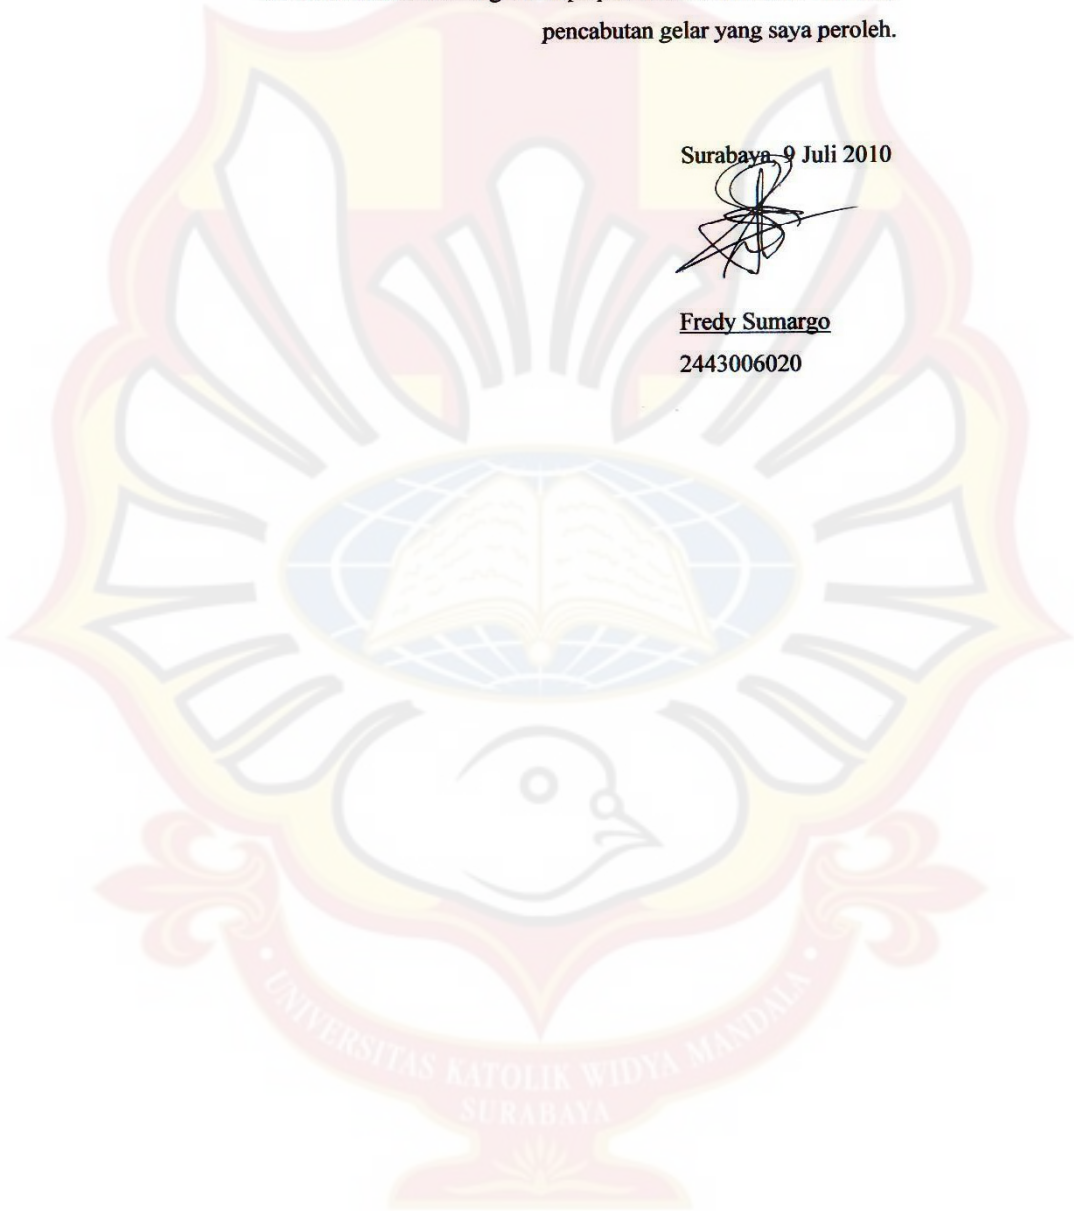 pencabutan gelar yang saya peroleh.
Surabaya, 9 Juli 2010
Fredy Sumargo
2443006020
UNIVERSITAS KATOLIK WIDYA MANDALA
SURABAYA